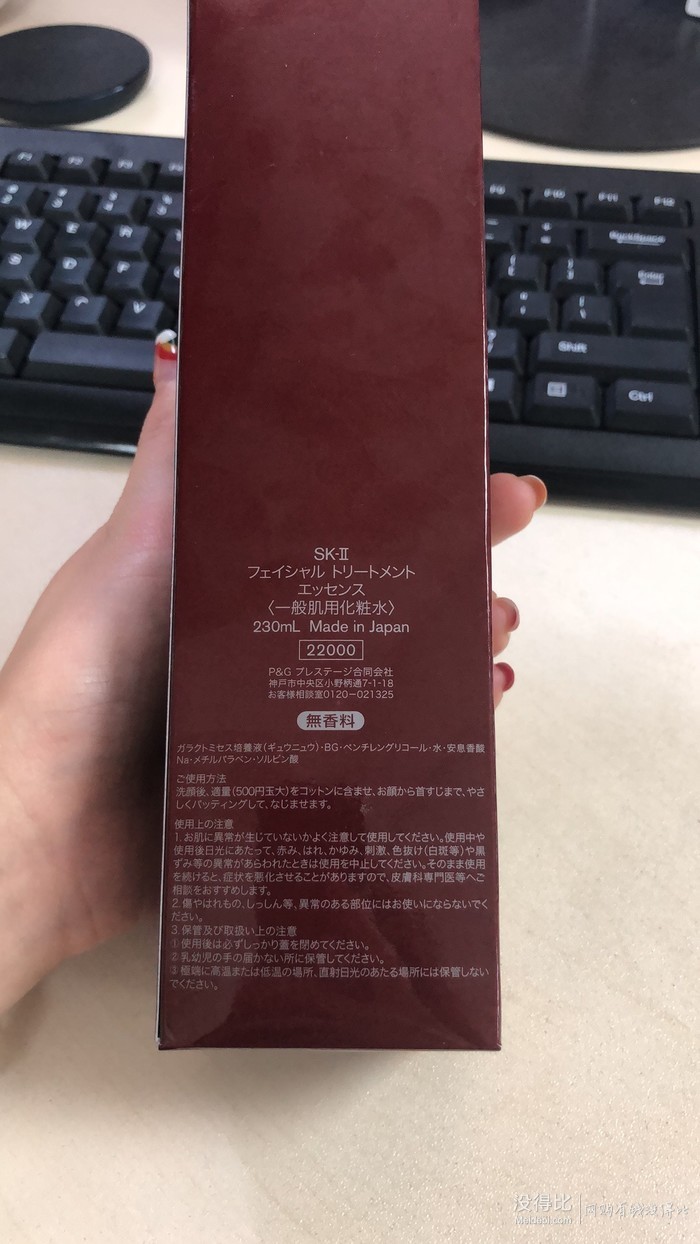 F1 F2 F3
F9 F10 F11 F12
W E R
Backspace
S D F
Enter
X C V
Shift
Ctrl
SK-II
フェイシャル トリートメント
エッセンス
〈一般肌用化粧水〉
230mL Made in Japan
22000
P&G プレステージ合同会社
神戸市中央区小野柄通7-1-18
お客様相談室0120-021325
無香料
ガラクトミセス培養液(ギュウニュウ)・BG・ペンチレングリコール・水・安息香酸
Na・メチルパラベン・ソルビン酸
ご使用方法
洗顔後、適量(500円玉大)をコットンに含ませ、お顔から首すじまで、やさ
しくパッティングして、なじませます。
使用上の注意
1.お肌に異常が生じていないかよく注意して使用してください。使用中や
使用後日光にあたって、赤み、はれ、かゆみ、刺激、色抜け(白斑等)や黒
ずみ等の異常があらわれたときは使用を中止してください。そのまま使用
を続けると、症状を悪化させることがありますので、皮膚科専門医等へご
相談をおすすめします。
2.傷やはれもの、しっしん等、異常のある部位にはお使いにならないでく
ださい。
3.保管及び取扱い上の注意
①使用後は必ずしっかり蓋を閉めてください。
②乳幼児の手の届かない所に保管してください。
③極端に高温または低温の場所、直射日光のあたる場所には保管しない
でください。
没得比 网购有我没得比
Meidebi.com